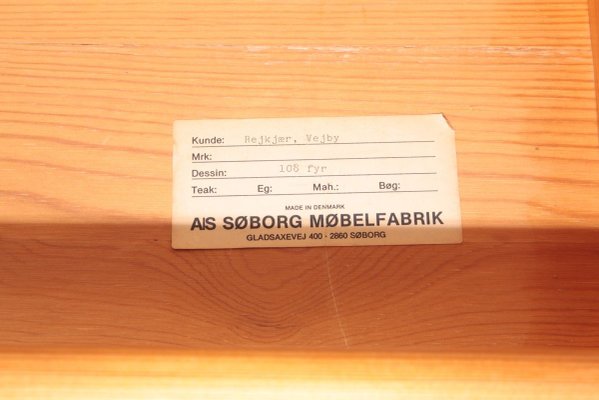 Kunde: Rejkjær, Vejby
Mrk:
Dessin: 108 fyr
Teak: Eg: Mah.: Bøg:
MADE IN DENMARK
A/S SØBORG MØBELFABRIK
GLADSAXEVEJ 400 - 2860 SØBORG